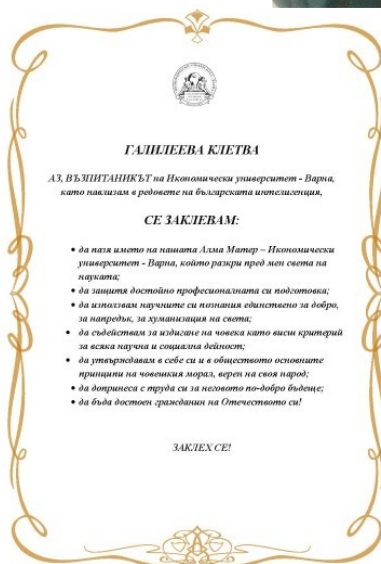 ГАЛИЛЕЕВА КЛЕТВА
АЗ, ВЪЗПИТАНИКЪТ на Икономически университет - Варна,
като навлизам в редовете на българската интелигенция,
СЕ ЗАКЛЕВАМ:
• да пазя името на нашата Алма Матер – Икономически
университет - Варна, който разкри пред мен света на
науката;
• да защитя достойно професионалната си подготовка;
• да използвам научните си познания единствено за добро,
за напредък, за хуманизация на света;
• да съдействам за издигане на човека като висш критерий
за всяка научна и социална дейност;
• да утвърждавам в себе си и в обществото основните
принципи на човешкия морал, верен на своя народ;
• да допринеса с труда си за неговото по-добро бъдеще;
• да бъда достоен гражданин на Отечеството си!
ЗАКЛЕХ СЕ!